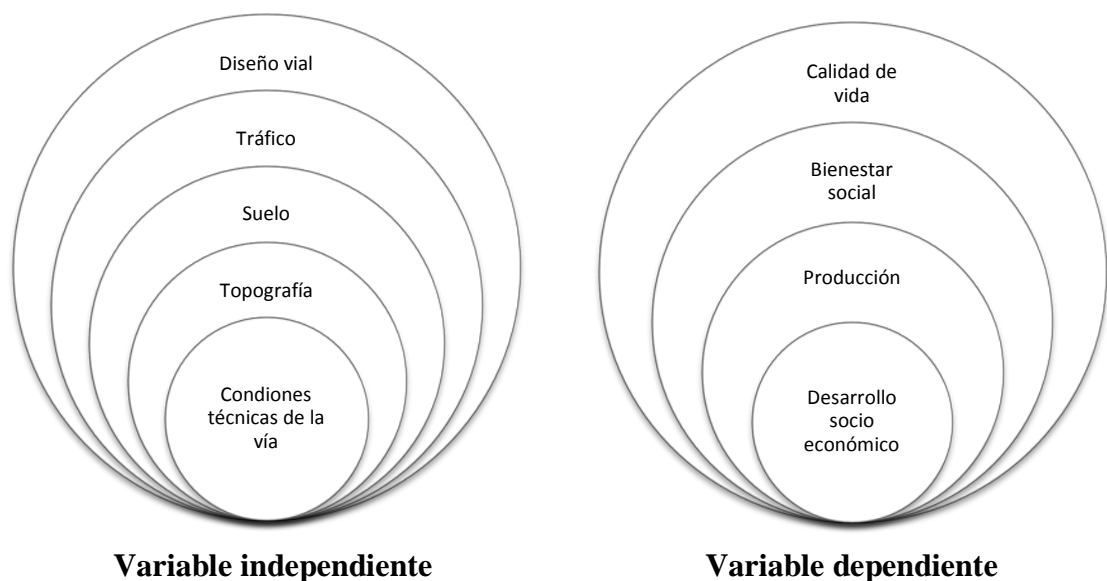 Diseño vial
Tráfico
Suelo
Topografía
Condiones
técnicas de la
vía
Variable independiente
Calidad de
vida
Bienestar
social
Producción
Desarrollo
socio
económico
Variable dependiente